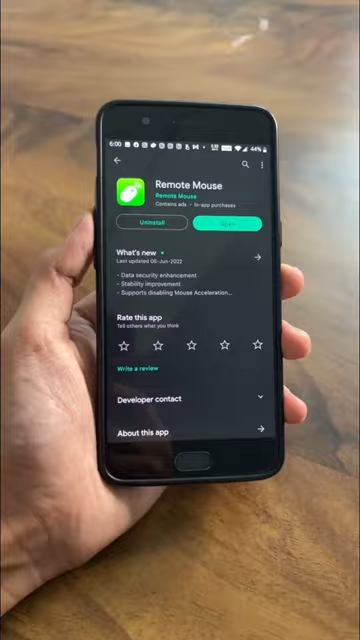 6:00
44%
Remote Mouse
Remote Mouse
Contains ads • In-app purchases
Uninstall
Open
What's new •
Last updated 06-Jun-2022
- Data security enhancement
- Stability improvement
- Supports disabling Mouse Acceleration...
Rate this app
Tell others what you think
Write a review
Developer contact
About this app